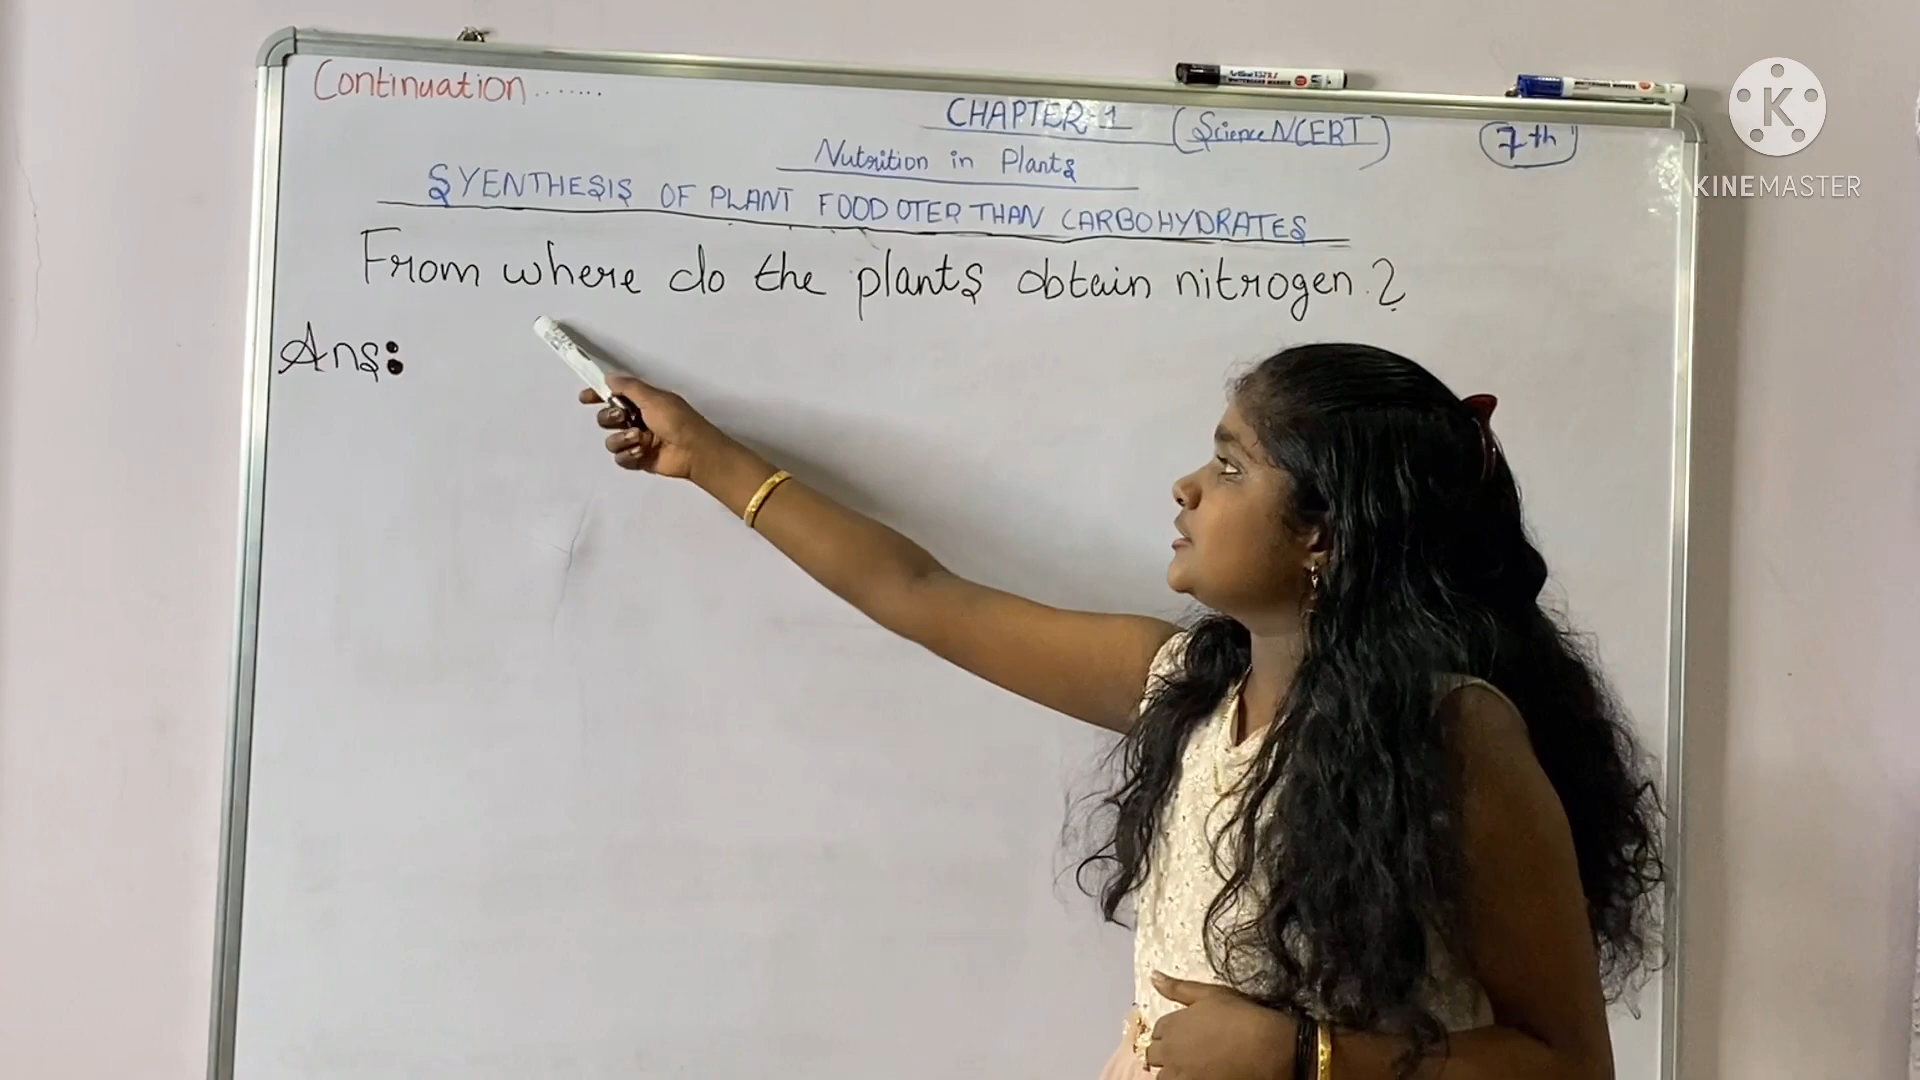 Continuation.......
CHAPTER 1 (Science NCERT) 7th
Nutrition in Plants
SYENTHESIS OF PLANT FOOD OTER THAN CARBOHYDRATES
From where do the plants obtain nitrogen.?
Ans:
K
KINEMASTER